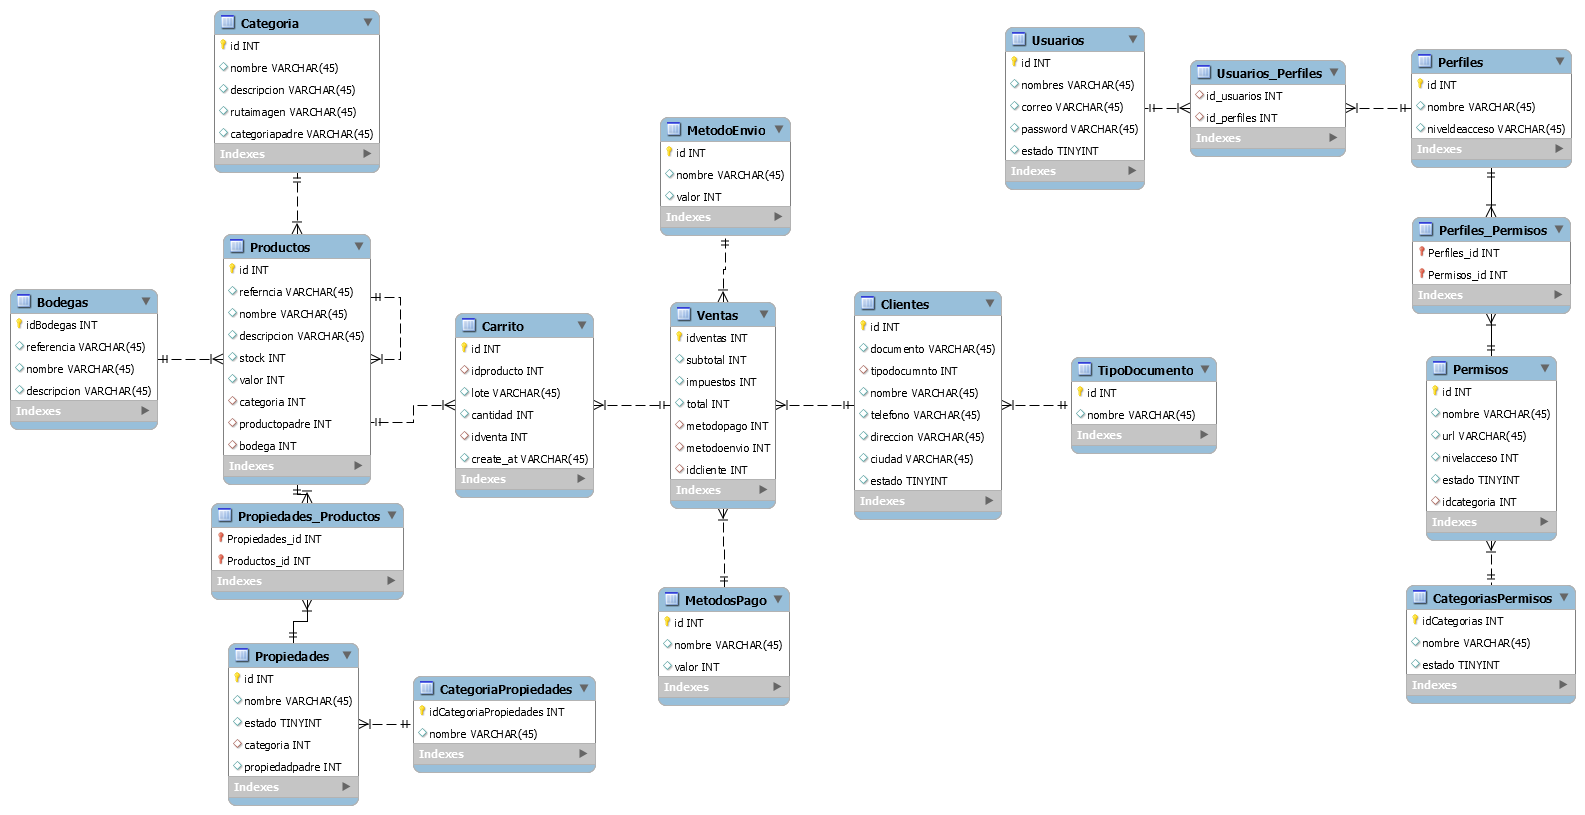 Categoria
id INT
nombre VARCHAR(45)
descripcion VARCHAR(45)
rutaimagen VARCHAR(45)
categoriapadre VARCHAR(45)
Indexes
Productos
id INT
referncia VARCHAR(45)
nombre VARCHAR(45)
descripcion VARCHAR(45)
stock INT
valor INT
categoria INT
productopadre INT
bodega INT
Indexes
Bodegas
idBodegas INT
referencia VARCHAR(45)
nombre VARCHAR(45)
descripcion VARCHAR(45)
Indexes
Propiedades_Productos
Propiedades_id INT
Productos_id INT
Indexes
Propiedades
id INT
nombre VARCHAR(45)
estado TINYINT
categoria INT
propiedadpadre INT
Indexes
CategoriaPropiedades
idCategoriaPropiedades INT
nombre VARCHAR(45)
Indexes
Carrito
id INT
idproducto INT
lote VARCHAR(45)
cantidad INT
idventa INT
create_at VARCHAR(45)
Indexes
MetodoEnvio
id INT
nombre VARCHAR(45)
valor INT
Indexes
Ventas
idventas INT
subtotal INT
impuestos INT
total INT
metodopago INT
metodoenvio INT
idcliente INT
Indexes
MetodosPago
id INT
nombre VARCHAR(45)
valor INT
Indexes
Clientes
id INT
documento VARCHAR(45)
tipodocumnto INT
nombre VARCHAR(45)
telefono VARCHAR(45)
direccion VARCHAR(45)
ciudad VARCHAR(45)
estado TINYINT
Indexes
TipoDocumento
id INT
nombre VARCHAR(45)
Indexes
Usuarios
id INT
nombres VARCHAR(45)
correo VARCHAR(45)
password VARCHAR(45)
estado TINYINT
Indexes
Usuarios_Perfiles
id_usuarios INT
id_perfiles INT
Indexes
Perfiles
id INT
nombre VARCHAR(45)
niveldeacceso VARCHAR(45)
Indexes
Perfiles_Permisos
Perfiles_id INT
Permisos_id INT
Indexes
Permisos
id INT
nombre VARCHAR(45)
url VARCHAR(45)
nivelacceso INT
estado TINYINT
idcategoria INT
Indexes
CategoriasPermisos
idCategorias INT
nombre VARCHAR(45)
estado TINYINT
Indexes